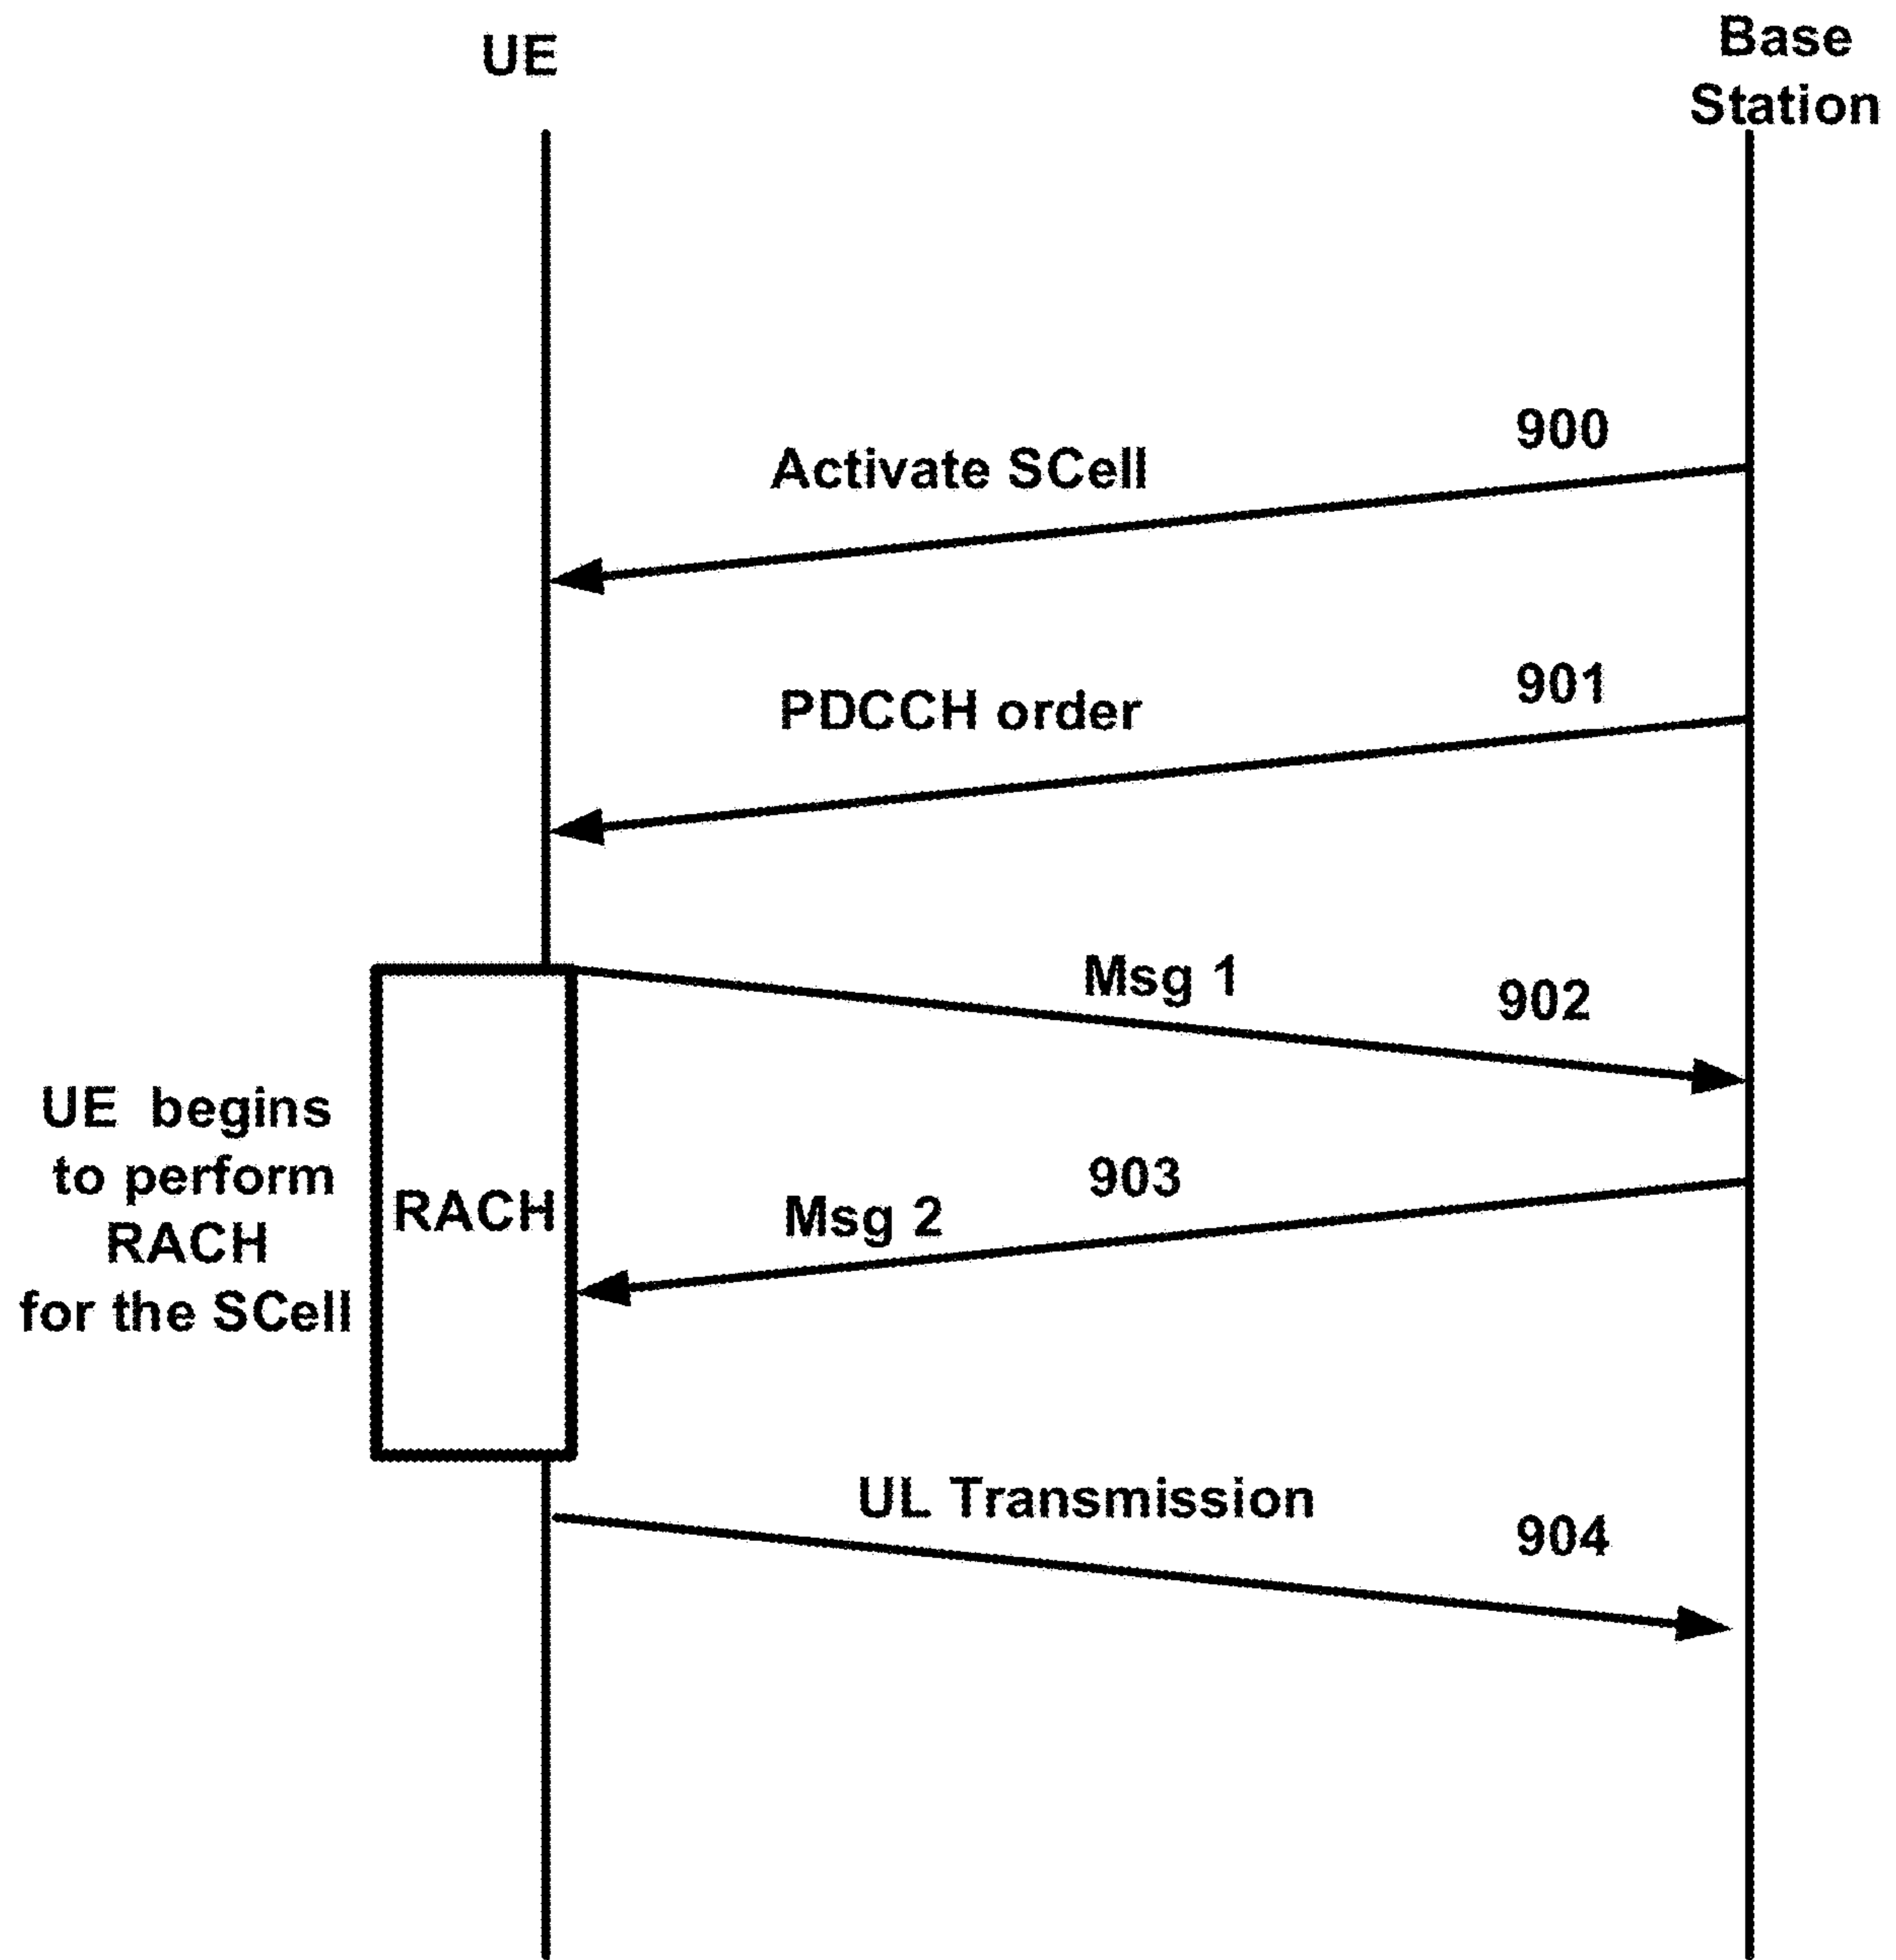 UE
Base
Station
900
Activate SCell
901
PDCCH order
Msg 1
902
UE begins
to perform
RACH
for the SCell
RACH
903
Msg 2
UL Transmission
904